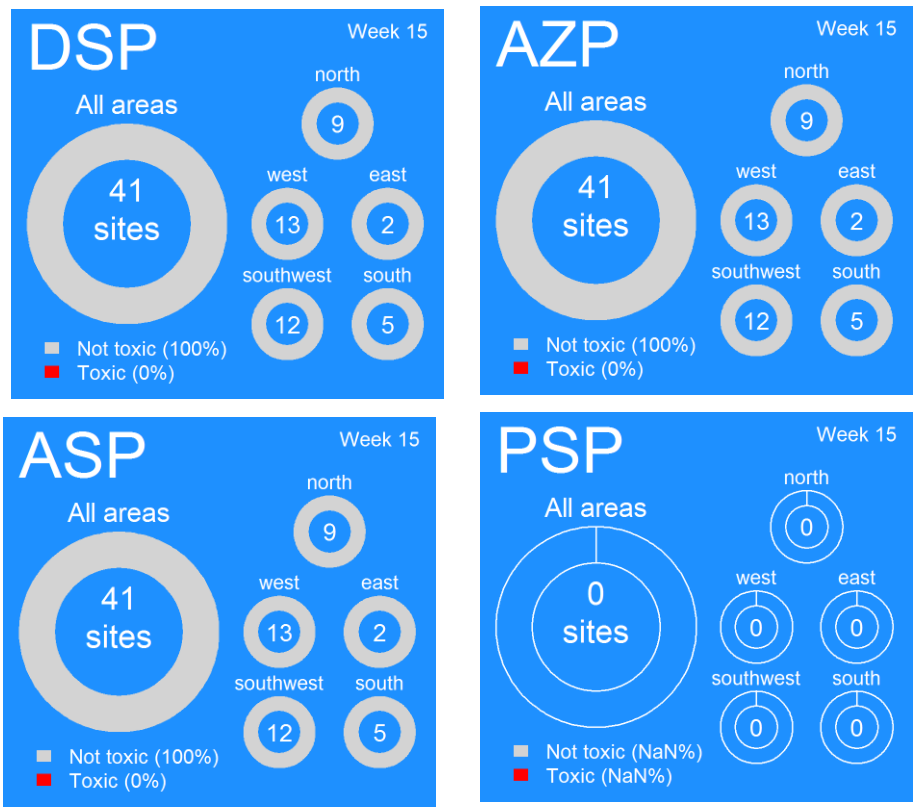 DSP
Week 15
north
9
All areas
41
sites
west
east
13
2
southwest
south
12
5
Not toxic (100%)
Toxic (0%)
AZP
Week 15
north
9
All areas
41
sites
west
east
13
2
southwest
south
12
5
Not toxic (100%)
Toxic (0%)
ASP
Week 15
north
9
All areas
41
sites
west
east
13
2
southwest
south
12
5
Not toxic (100%)
Toxic (0%)
PSP
Week 15
north
0
All areas
0
sites
west
east
0
0
southwest
south
0
0
Not toxic (NaN%)
Toxic (NaN%)